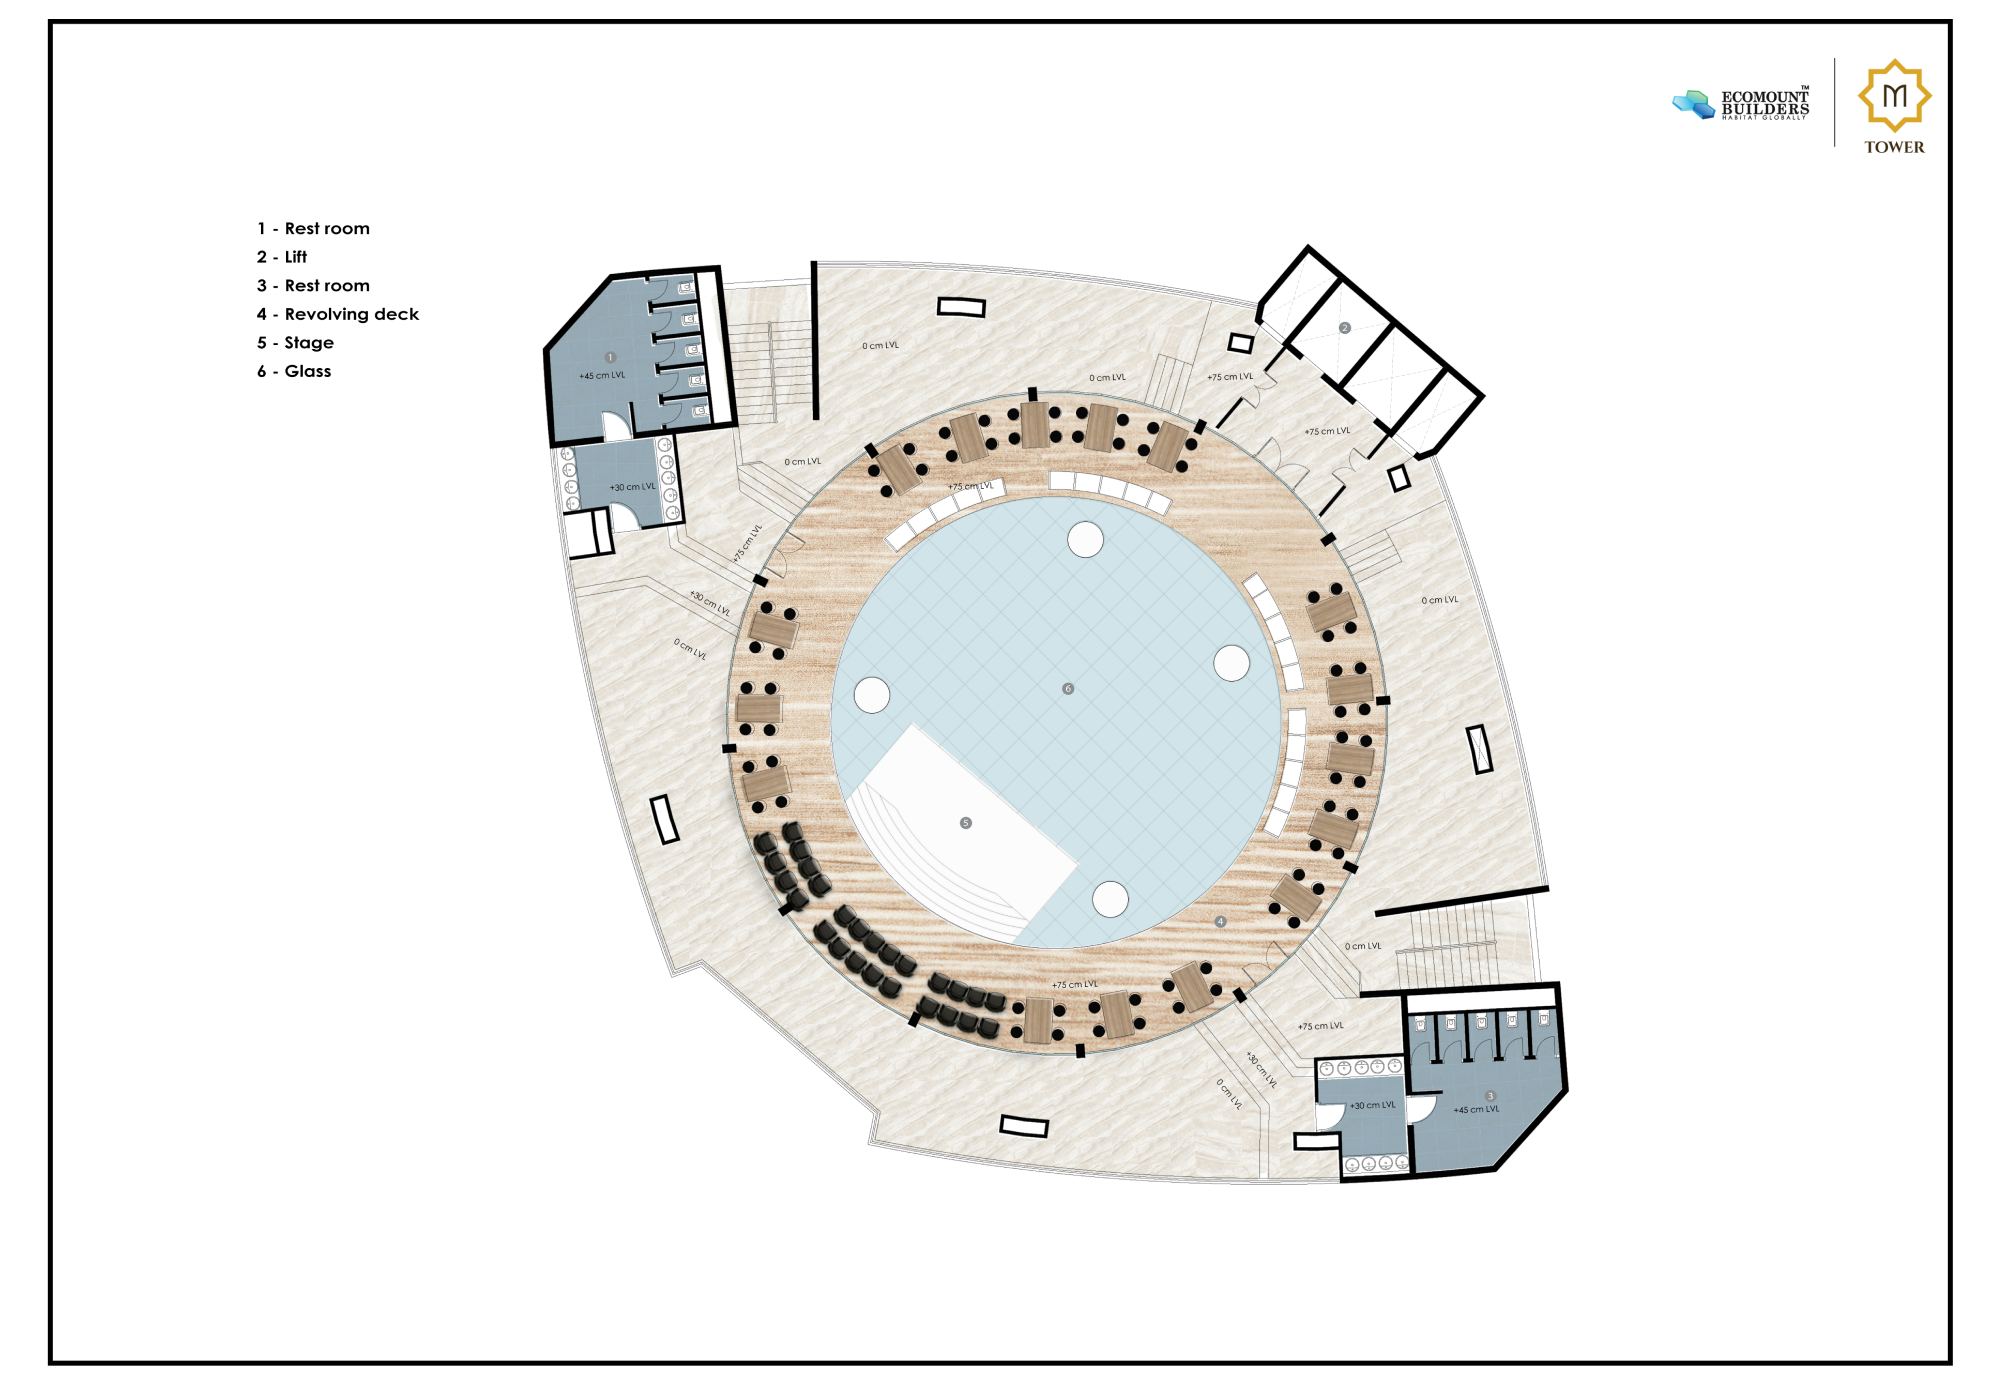 ECOMOUNT™
BUILDERS
HABITAT GLOBALLY
M
TOWER
1 - Rest room
2 - Lift
3 - Rest room
4 - Revolving deck
5 - Stage
6 - Glass
2
0 cm LVL
1
+45 cm LVL
0 cm LVL
+75 cm LVL
+75 cm LVL
0 cm LVL
+30 cm LVL
+75 cm LVL
+75 cm LVL
+30 cm LVL
0 cm LVL
0 cm LVL
6
5
4
0 cm LVL
+75 cm LVL
+75 cm LVL
+30 cm LVL
0 cm LVL
3
+30 cm LVL
+45 cm LVL